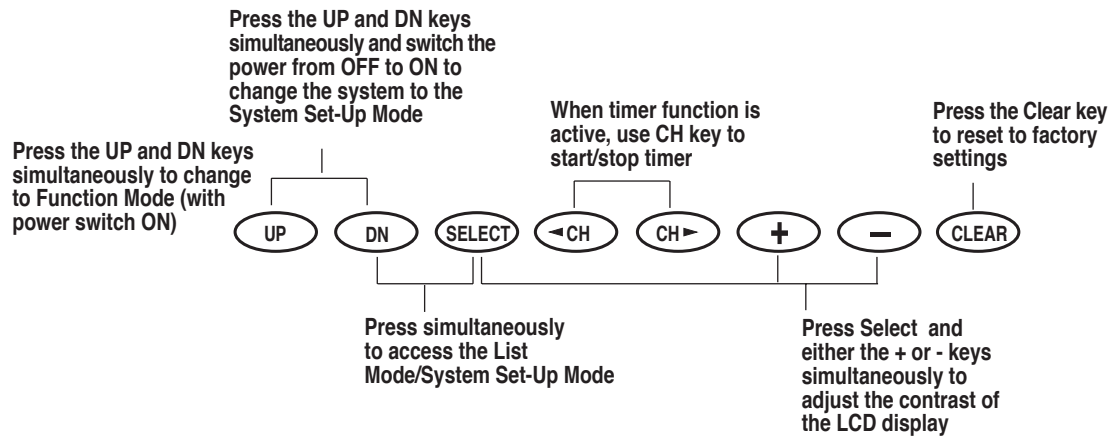 Press the UP and DN keys
simultaneously and switch the
power from OFF to ON to
change the system to the
System Set-Up Mode
When timer function is
active, use CH key to
start/stop timer
Press the Clear key
to reset to factory
settings
Press the UP and DN keys
simultaneously to change
to Function Mode (with
power switch ON)
UP DN SELECT ◄CH CH► + – CLEAR
Press simultaneously
to access the List
Mode/System Set-Up Mode
Press Select and
either the + or - keys
simultaneously to
adjust the contrast of
the LCD display